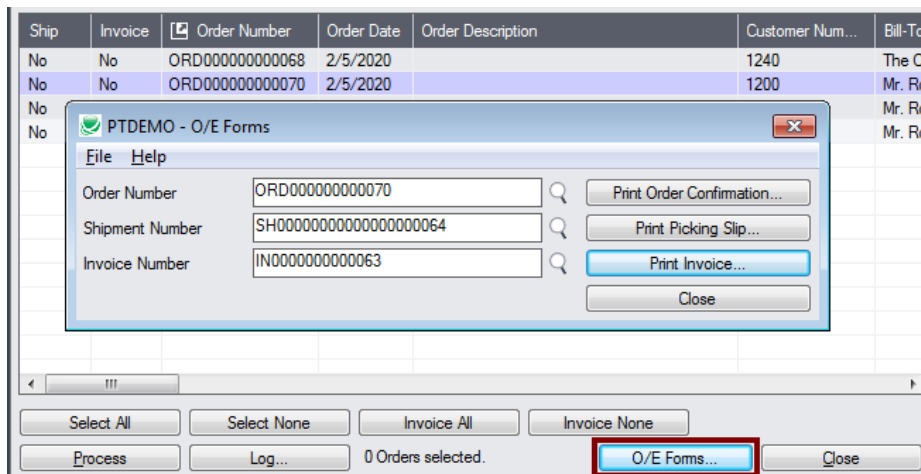 Ship Invoice Order Number Order Date Order Description Customer Num... Bill-To
No No ORD000000000068 2/5/2020 1240 The C
No No ORD000000000070 2/5/2020 1200 Mr. Ro
No Mr. Ro
No Mr. Ro
PTDEMO - O/E Forms
File Help
Order Number ORD000000000070 Print Order Confirmation...
Shipment Number SH00000000000000000064 Print Picking Slip...
Invoice Number IN0000000000063 Print Invoice...
Close
Select All Select None Invoice All Invoice None
Process Log... 0 Orders selected. O/E Forms... Close